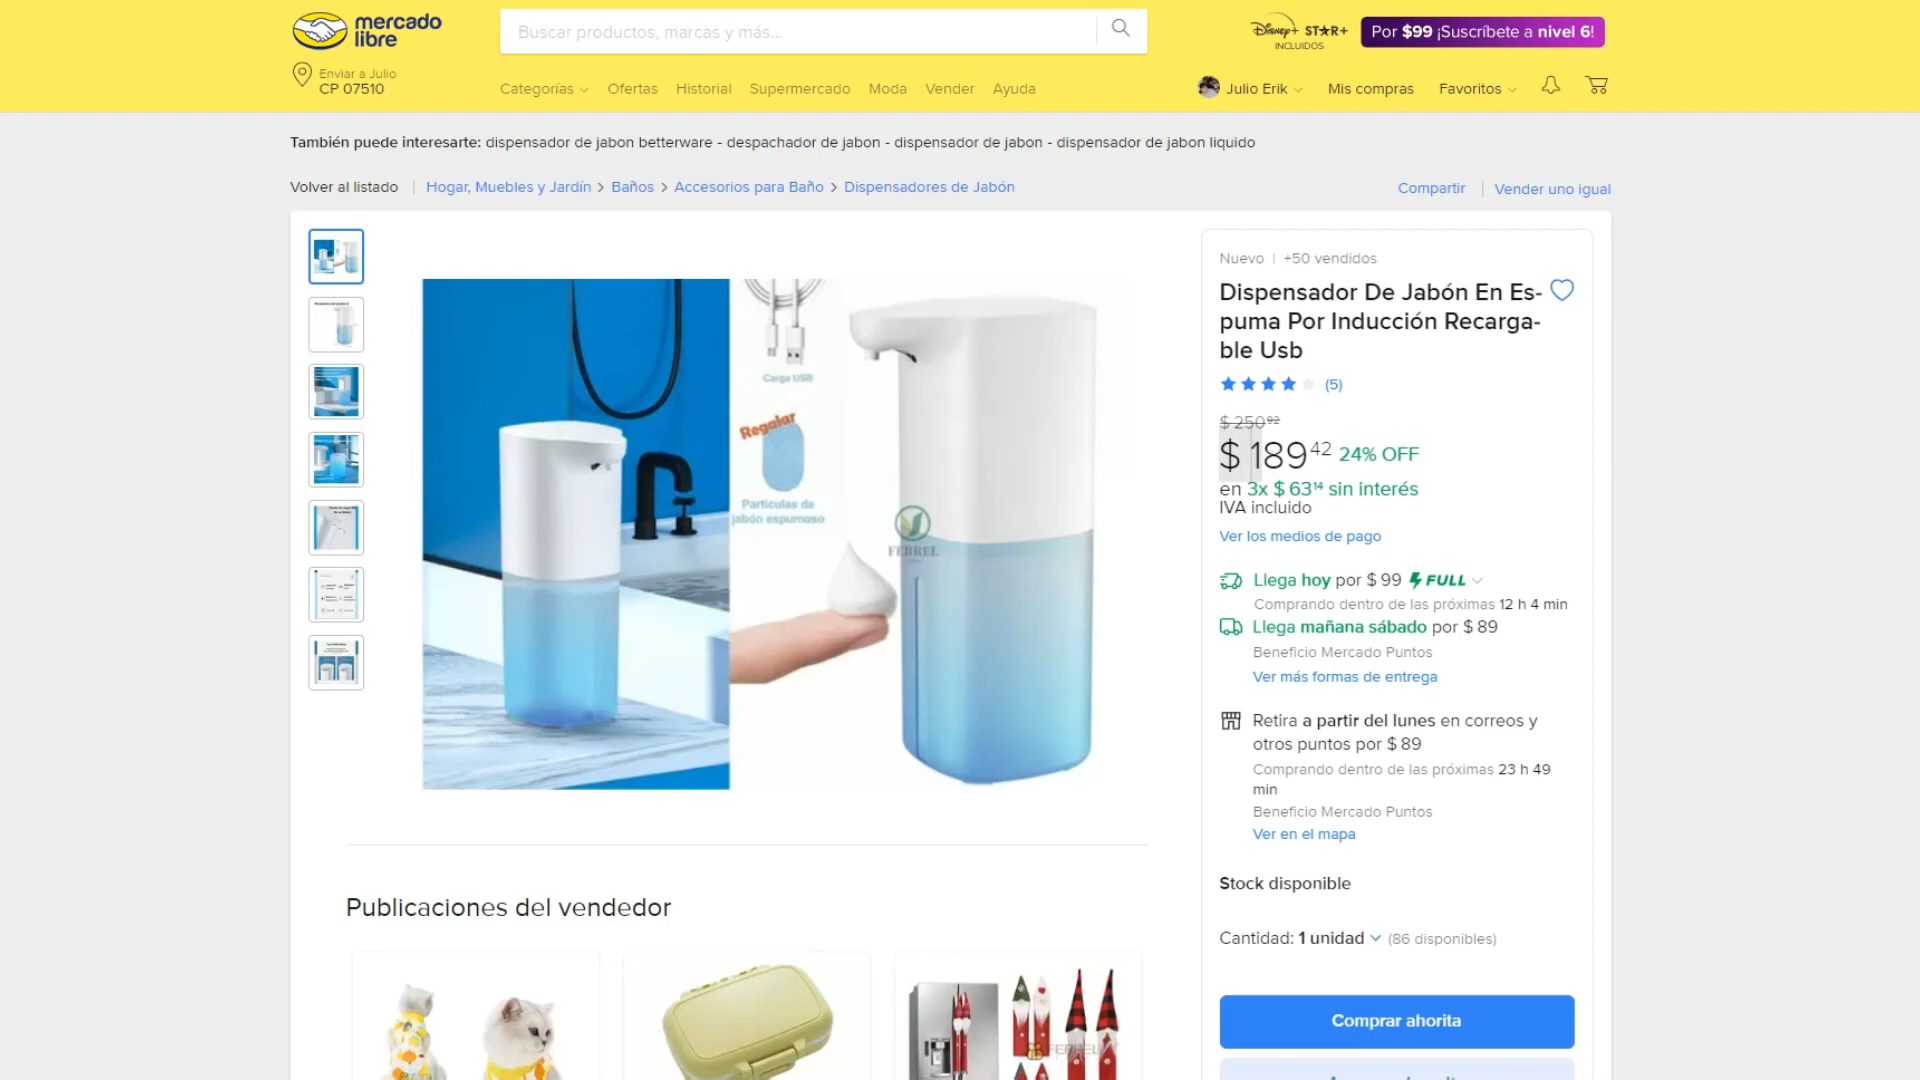 mercado
libre
Buscar productos, marcas y más...
Disney+ STAR+
INCLUIDOS
Por $99 ¡Suscríbete a nivel 6!
Enviar a Julio
CP 07510
Categorías Ofertas Historial Supermercado Moda Vender Ayuda
Julio Erik Mis compras Favoritos
También puede interesarte: dispensador de jabon betterware - despachador de jabon - dispensador de jabon - dispensador de jabon liquido
Volver al listado | Hogar, Muebles y Jardín > Baños > Accesorios para Baño > Dispensadores de Jabón
Compartir | Vender uno igual
Carga USB
Regalar
Partículas de
jabón espumoso
FERREL
Nuevo | +50 vendidos
Dispensador De Jabón En Es-
puma Por Inducción Recarga-
ble Usb
(5)
$ 250 92
$ 189 42 24% OFF
en 3x $ 63 14 sin interés
IVA incluido
Ver los medios de pago
Llega hoy por $ 99 FULL
Comprando dentro de las próximas 12 h 4 min
Llega mañana sábado por $ 89
Beneficio Mercado Puntos
Ver más formas de entrega
Retira a partir del lunes en correos y
otros puntos por $ 89
Comprando dentro de las próximas 23 h 49
min
Beneficio Mercado Puntos
Ver en el mapa
Stock disponible
Cantidad: 1 unidad (86 disponibles)
Comprar ahorita
Publicaciones del vendedor
FERREL